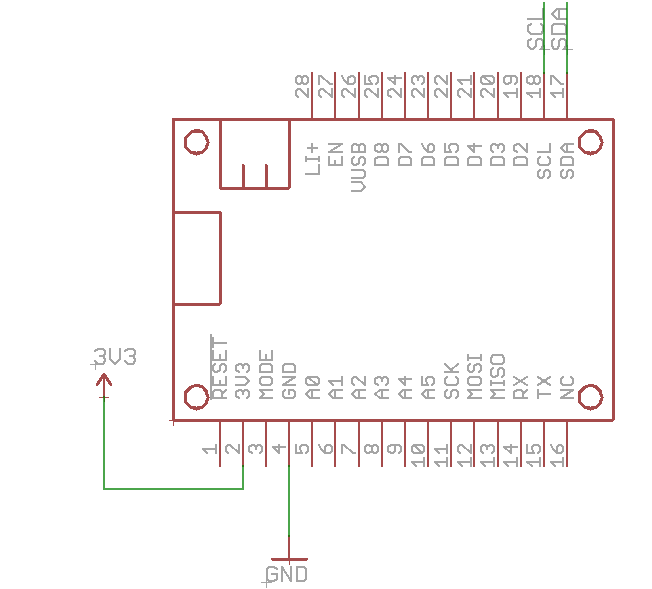 SCL
SDA
28 27 26 25 24 23 22 21 20 19 18 17
LI+ EN VUSB D8 D7 D6 D5 D4 D3 D2 SCL SDA
3V3
RESET 3V3 MODE GND A0 A1 A2 A3 A4 A5 SCK MOSI MISO RX TX NC
1 2 3 4 5 6 7 8 9 10 11 12 13 14 15 16
GND